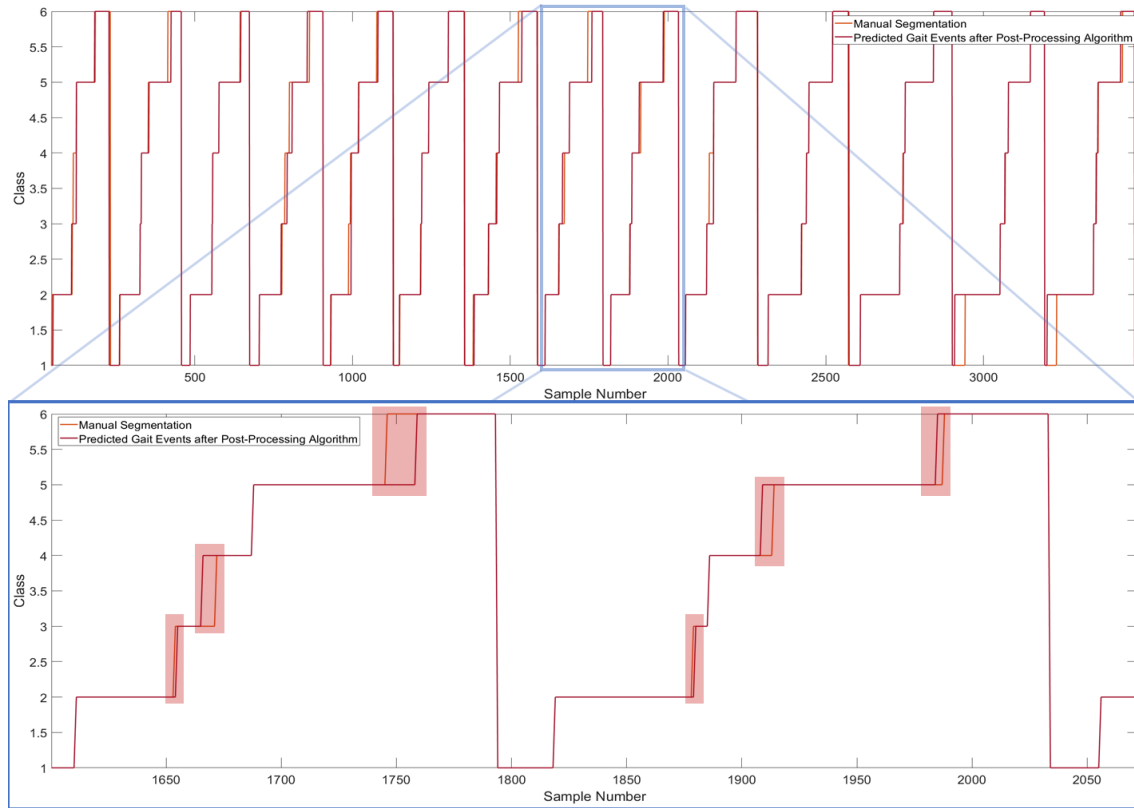 6
5.5
5
4.5
4
3.5
3
2.5
2
1.5
1
Class
Manual Segmentation
Predicted Gait Events after Post-Processing Algorithm
500 1000 1500 2000 2500 3000
Sample Number
6
5.5
5
4.5
4
3.5
3
2.5
2
1.5
1
Class
Manual Segmentation
Predicted Gait Events after Post-Processing Algorithm
1650 1700 1750 1800 1850 1900 1950 2000 2050
Sample Number